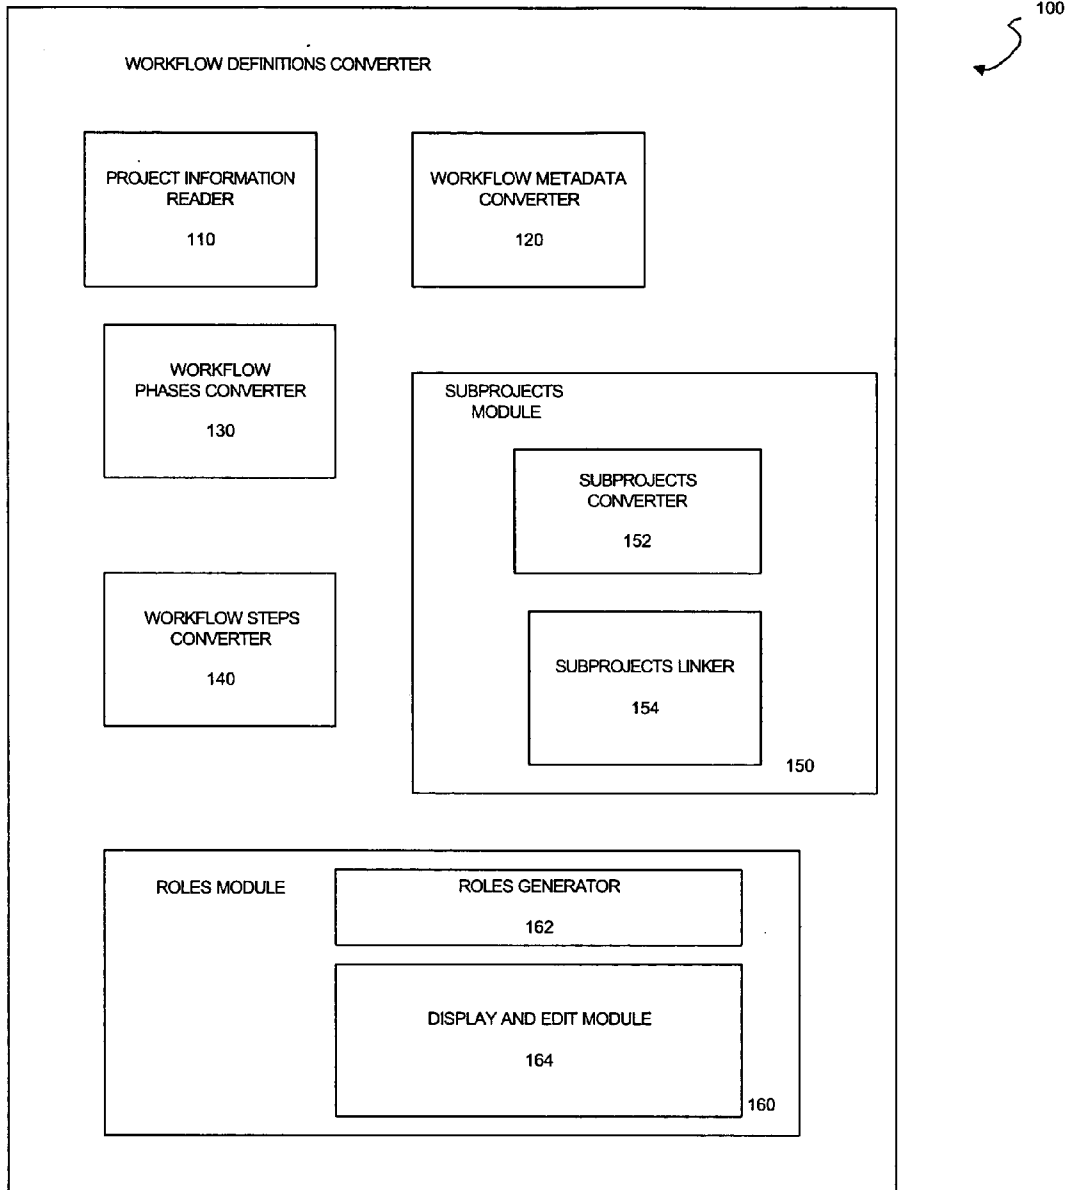 100
WORKFLOW DEFINITIONS CONVERTER
PROJECT INFORMATION
READER
110
WORKFLOW METADATA
CONVERTER
120
WORKFLOW
PHASES CONVERTER
130
SUBPROJECTS
MODULE
SUBPROJECTS
CONVERTER
152
WORKFLOW STEPS
CONVERTER
140
SUBPROJECTS LINKER
154
150
ROLES MODULE
ROLES GENERATOR
162
DISPLAY AND EDIT MODULE
164
160